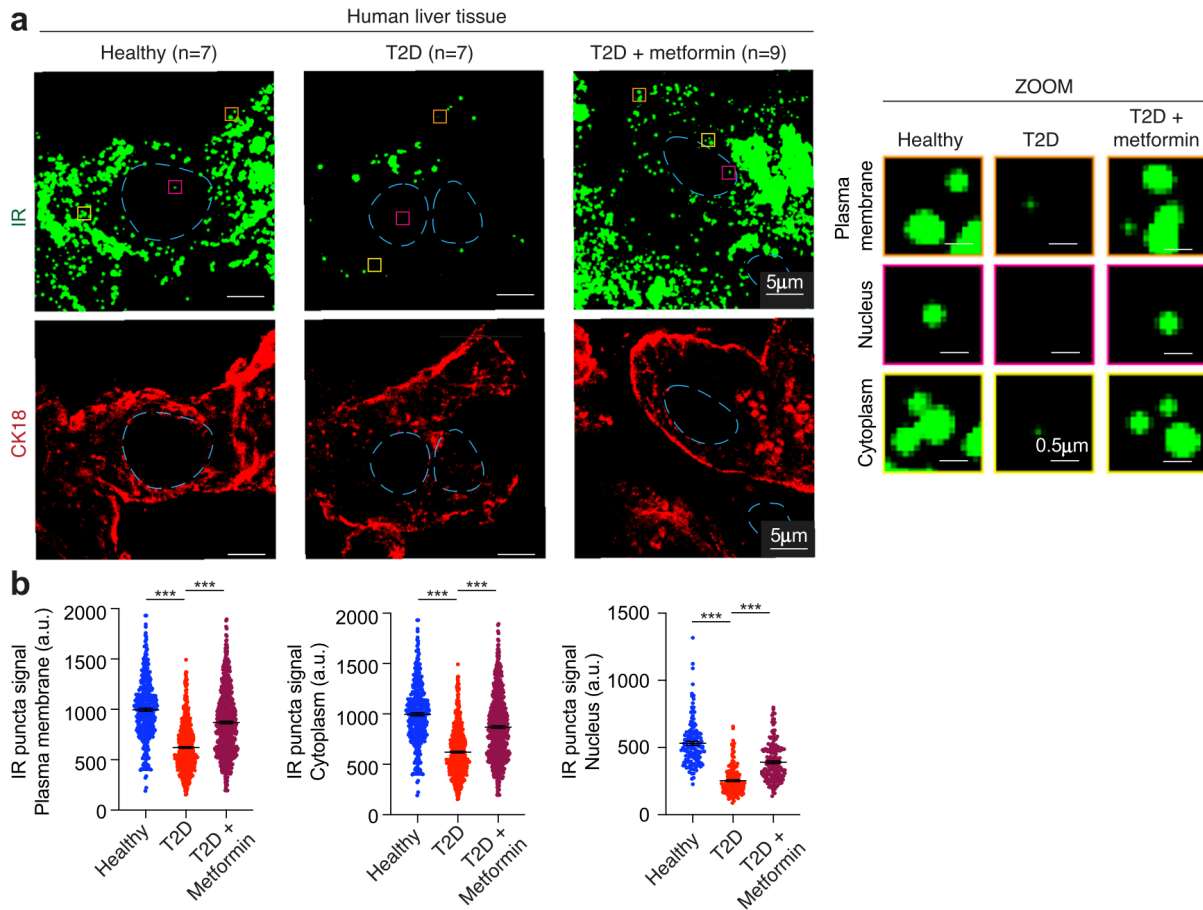 a
Human liver tissue
Healthy (n=7)
T2D (n=7)
T2D + metformin (n=9)
IR
5μm
CK18
5μm
ZOOM
Healthy
T2D
T2D +
metformin
Plasma
membrane
Nucleus
Cytoplasm
0.5μm
b
IR puncta signal
Plasma membrane (a.u.)
2000
1500
1000
500
0
***
***
Healthy
T2D
T2D +
Metformin
IR puncta signal
Cytoplasm (a.u.)
2000
1500
1000
500
0
***
***
Healthy
T2D
T2D +
Metformin
IR puncta signal
Nucleus (a.u.)
1500
1000
500
0
***
***
Healthy
T2D
T2D +
Metformin